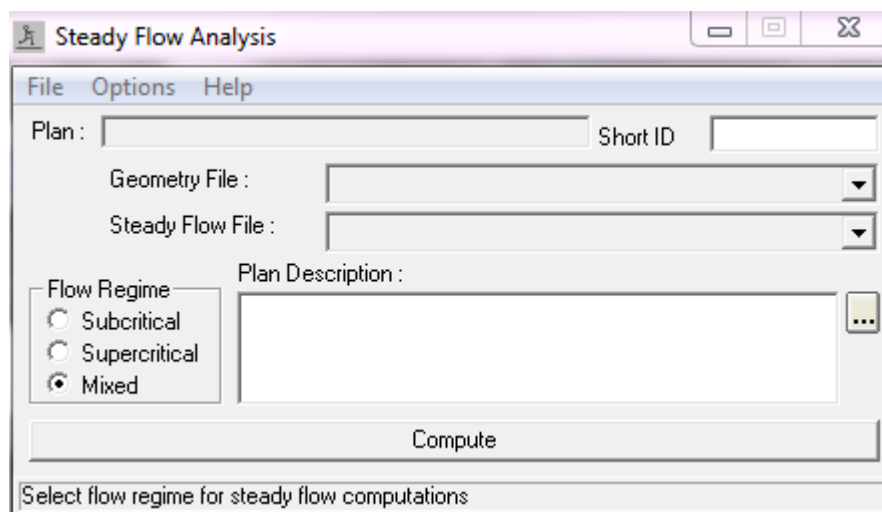 Steady Flow Analysis
File Options Help
Plan : Short ID
Geometry File :
Steady Flow File :
Plan Description :
Flow Regime
Subcritical
Supercritical
Mixed
...
Compute
Select flow regime for steady flow computations